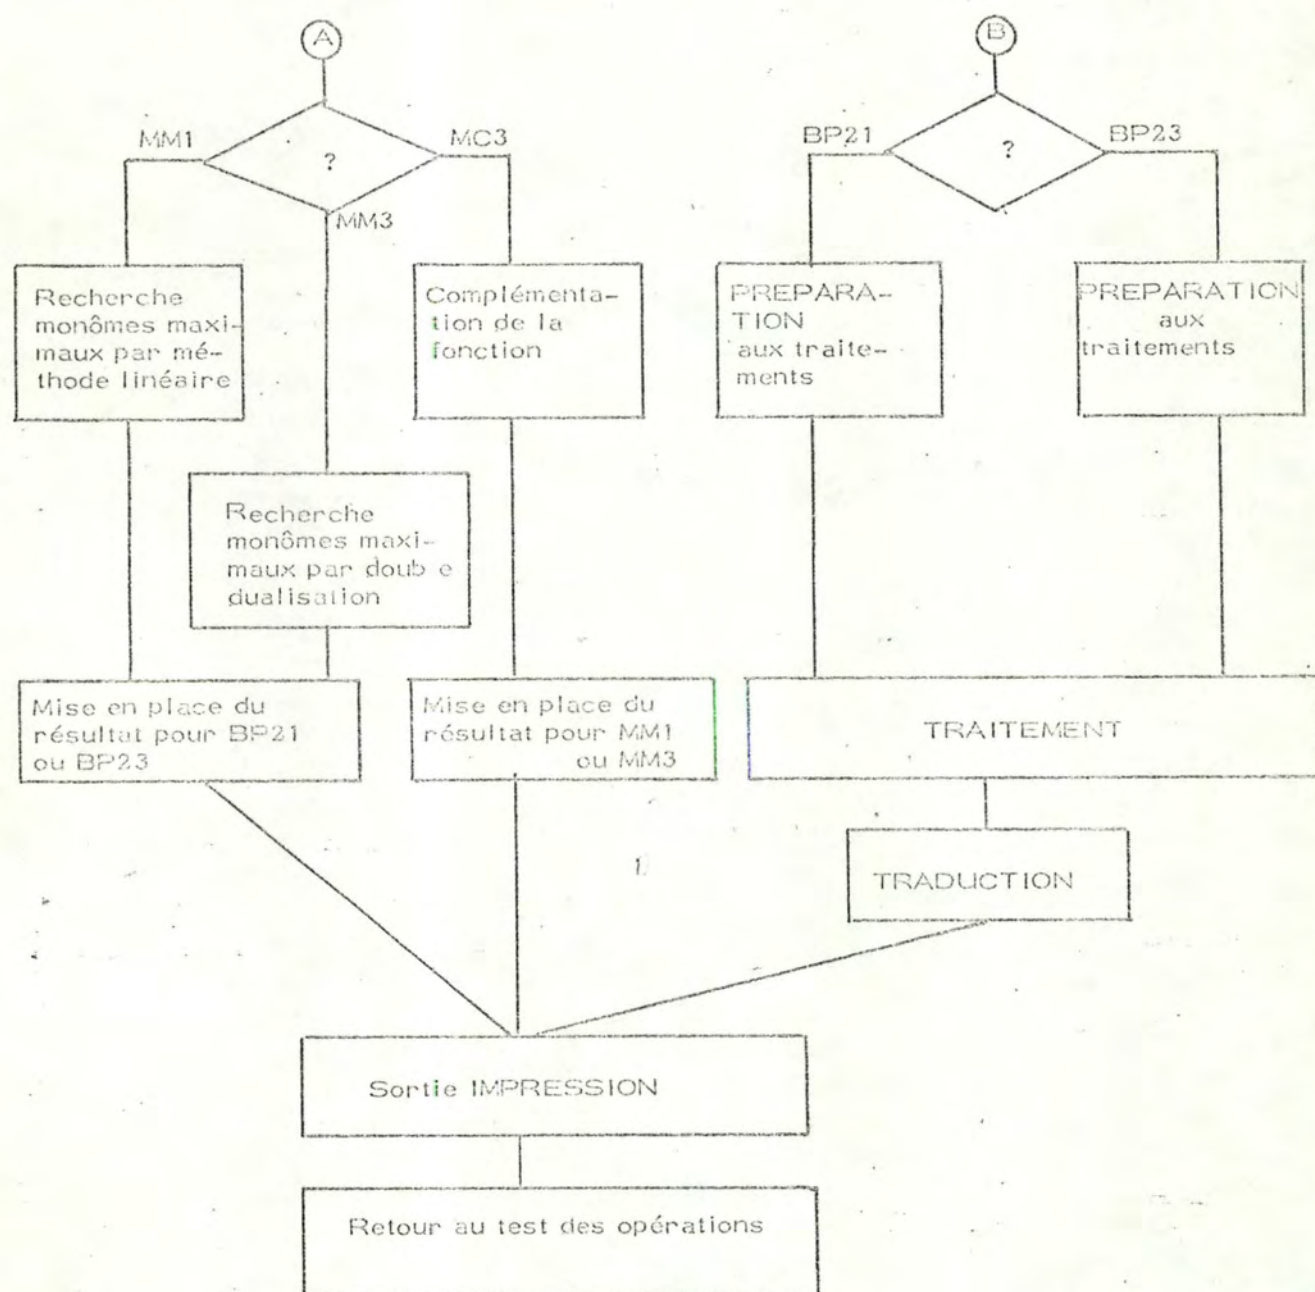 A
B
MM1
?
MC3
MM3
BP21
?
BP23
Recherche
monômes maxi-
maux par mé-
thode linéaire
Complémenta-
tion de la
fonction
PREPARA-
TION
aux traite-
ments
PREPARATION
aux
traitements
Recherche
monômes maxi-
maux par doub e
dualisation
Mise en place du
résultat pour BP21
ou BP23
Mise en place du
résultat pour MM1
ou MM3
TRAITEMENT
TRADUCTION
Sortie IMPRESSION
Retour au test des opérations